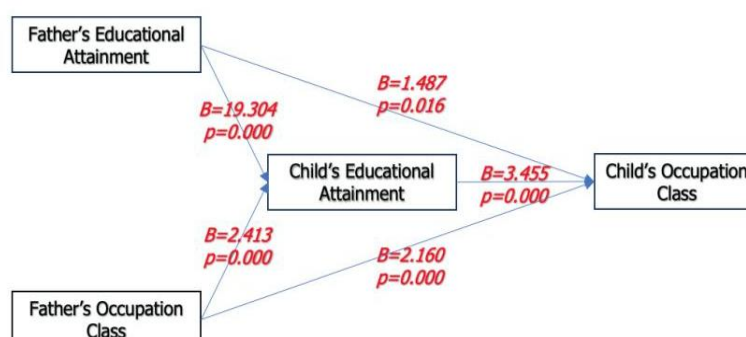 Father's Educational
Attainment
B=1.487
p=0.016
B=19.304
p=0.000
Child's Educational
Attainment
B=3.455
p=0.000
Child's Occupation
Class
B=2.413
p=0.000
B=2.160
p=0.000
Father's Occupation
Class